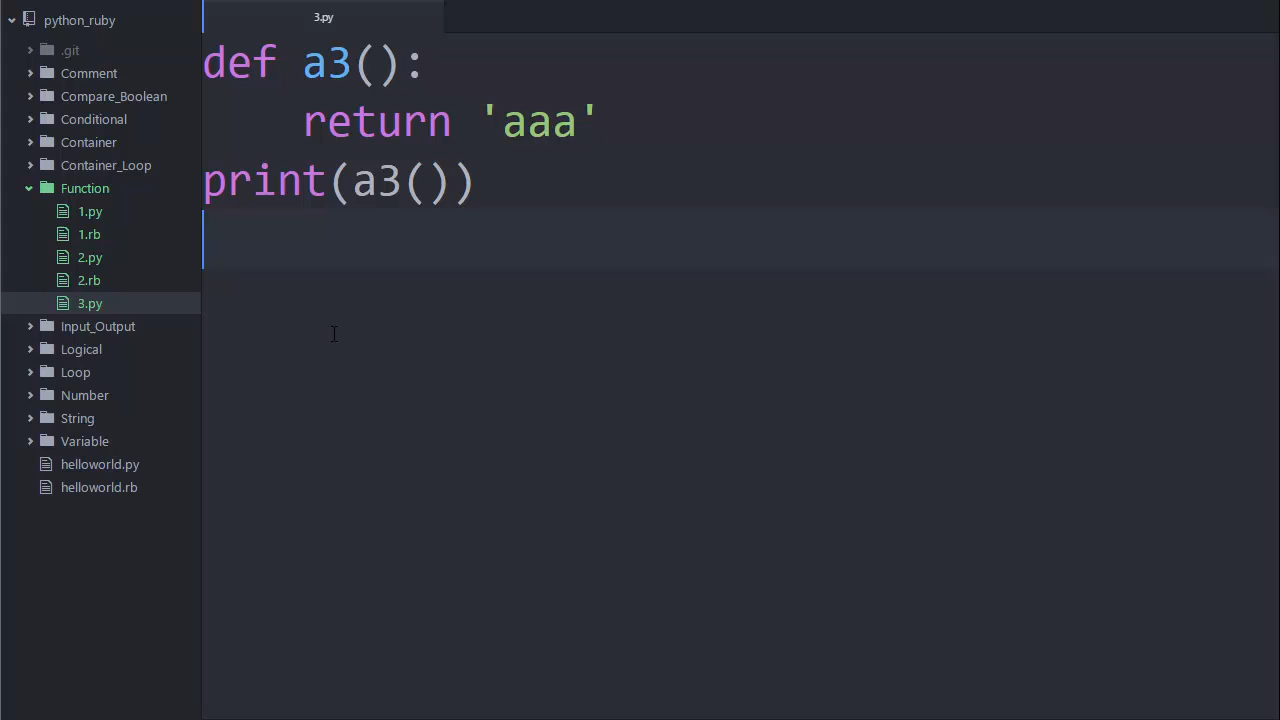 python_ruby
.git
Comment
Compare_Boolean
Conditional
Container
Container_Loop
Function
1.py
1.rb
2.py
2.rb
3.py
Input_Output
Logical
Loop
Number
String
Variable
helloworld.py
helloworld.rb
3.py
def a3():
    return 'aaa'
print(a3())